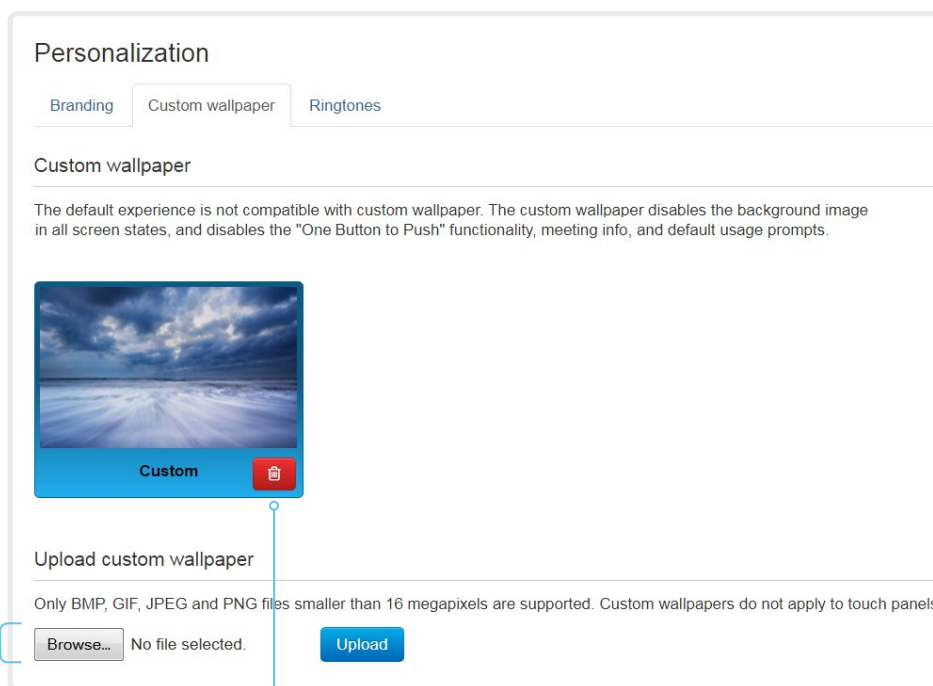 Personalization
Branding Custom wallpaper Ringtones
Custom wallpaper
The default experience is not compatible with custom wallpaper. The custom wallpaper disables the background image
in all screen states, and disables the "One Button to Push" functionality, meeting info, and default usage prompts.
Custom
Upload custom wallpaper
Only BMP, GIF, JPEG and PNG files smaller than 16 megapixels are supported. Custom wallpapers do not apply to touch panels
Browse... No file selected. Upload